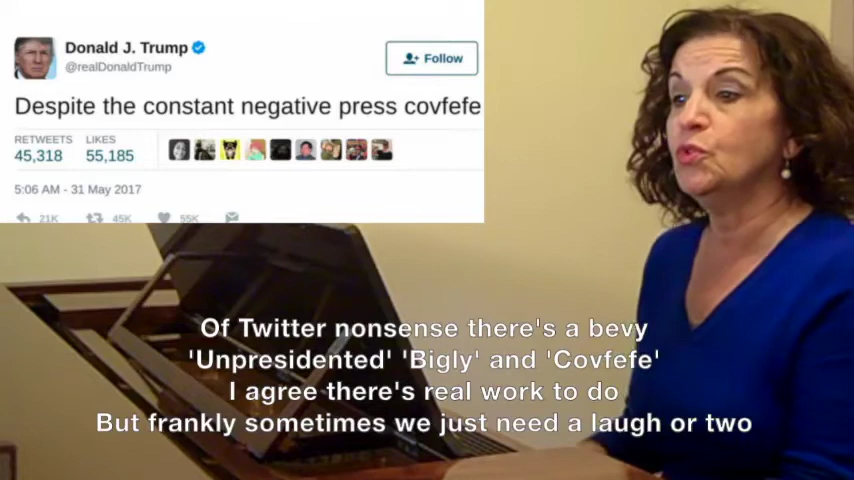 Donald J. Trump
@realDonaldTrump
Follow
Despite the constant negative press covfefe
RETWEETS LIKES
45,318 55,185
5:06 AM - 31 May 2017
21K 45K 55K
Of Twitter nonsense there's a bevy
'Unpresidented' 'Bigly' and 'Covfefe'
I agree there's real work to do
But frankly sometimes we just need a laugh or two